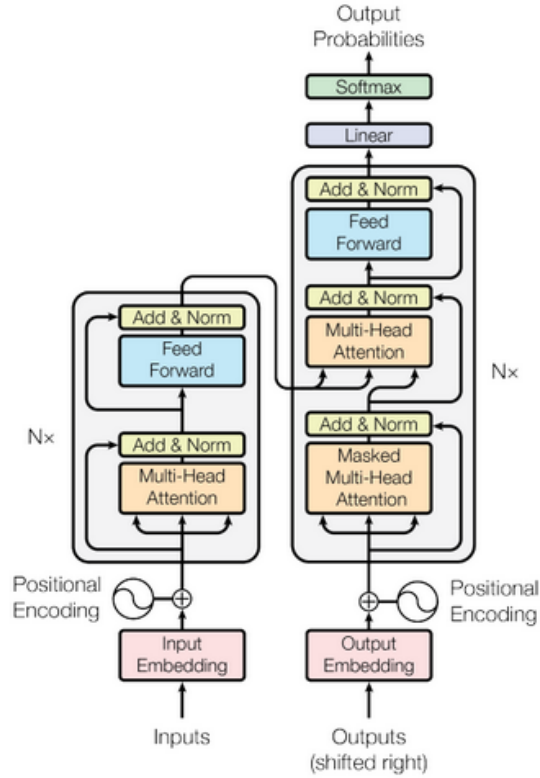 Output
Probabilities
Softmax
Linear
Add & Norm
Feed
Forward
Add & Norm
Multi-Head
Attention
Add & Norm
Masked
Multi-Head
Attention
N×
Add & Norm
Feed
Forward
N×
Add & Norm
Multi-Head
Attention
Positional
Encoding
Positional
Encoding
Input
Embedding
Output
Embedding
Inputs
Outputs
(shifted right)